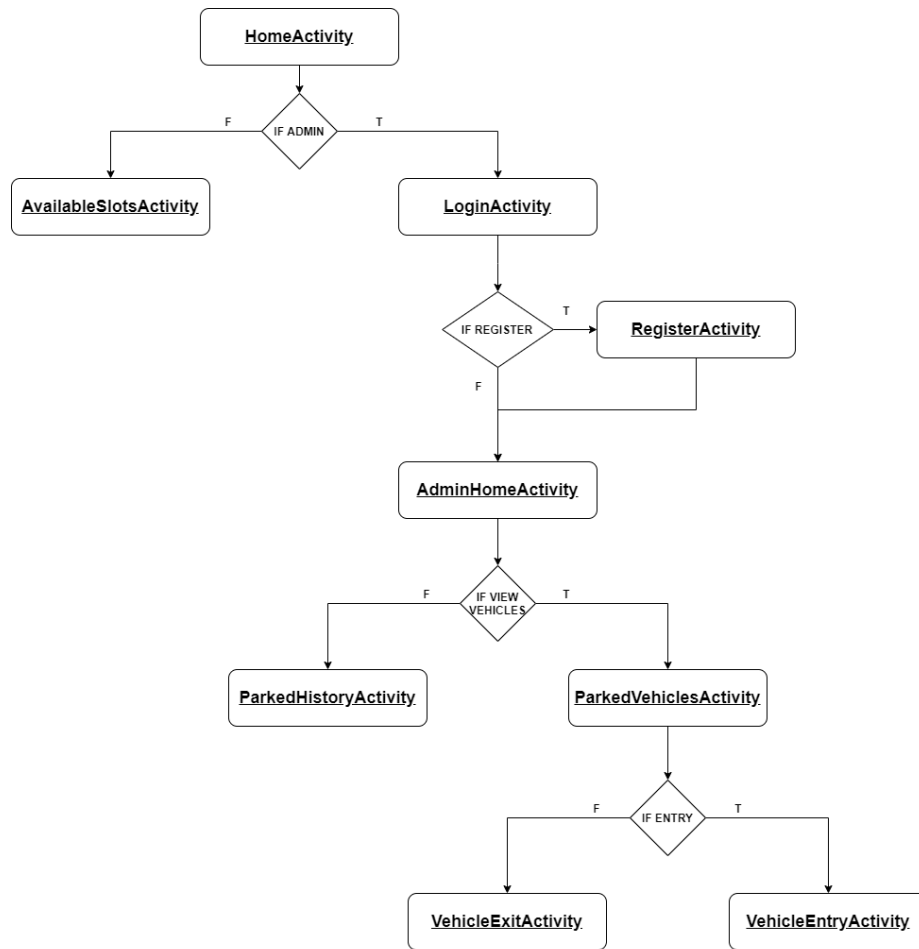 HomeActivity
IF ADMIN
F
T
AvailableSlotsActivity
LoginActivity
IF REGISTER
T
RegisterActivity
F
AdminHomeActivity
IF VIEW
VEHICLES
F
T
ParkedHistoryActivity
ParkedVehiclesActivity
IF ENTRY
F
T
VehicleExitActivity
VehicleEntryActivity